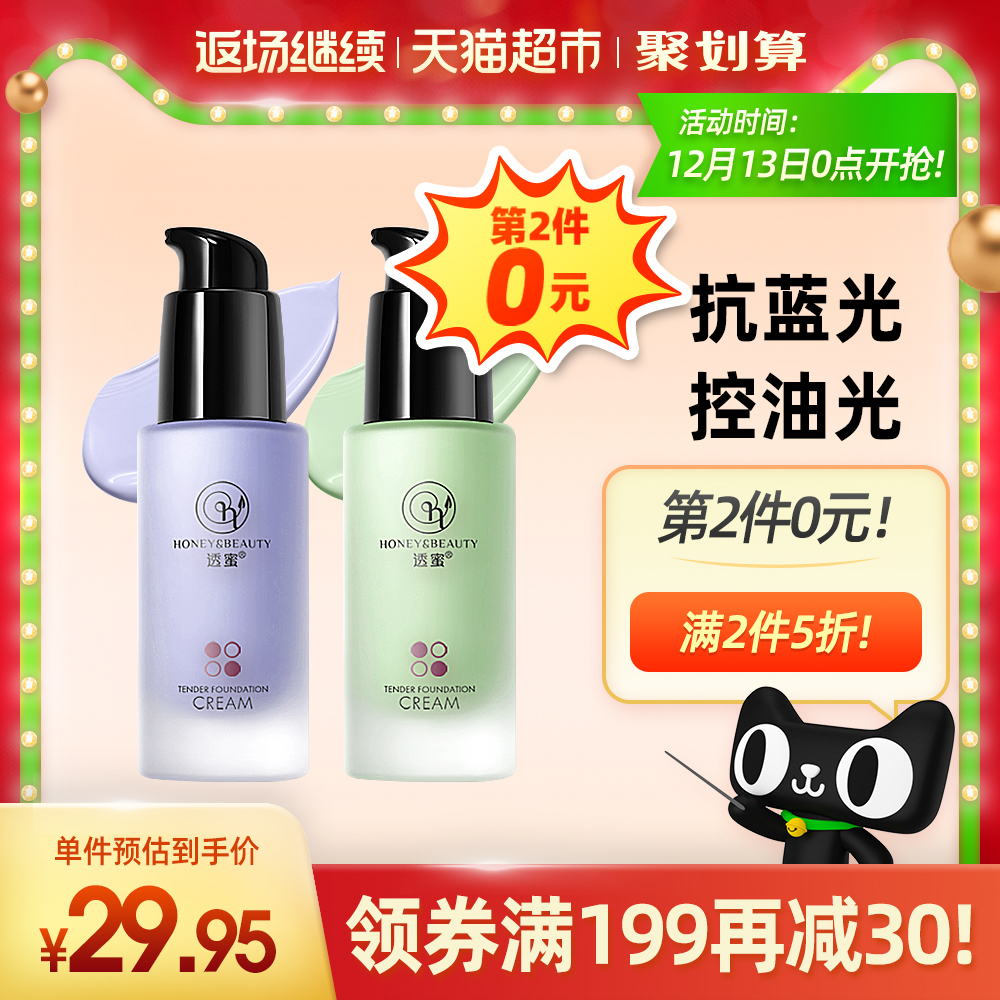 返场继续|天猫超市|聚划算
活动时间：
12月13日0点开抢!
第2件
0元
抗蓝光
控油光
第2件0元!
满2件5折!
HONEY&BEAUTY
透蜜®
TENDER FOUNDATION
CREAM
HONEY&BEAUTY
透蜜®
TENDER FOUNDATION
CREAM
单件预估到手价
¥29.95
领券满199再减30!